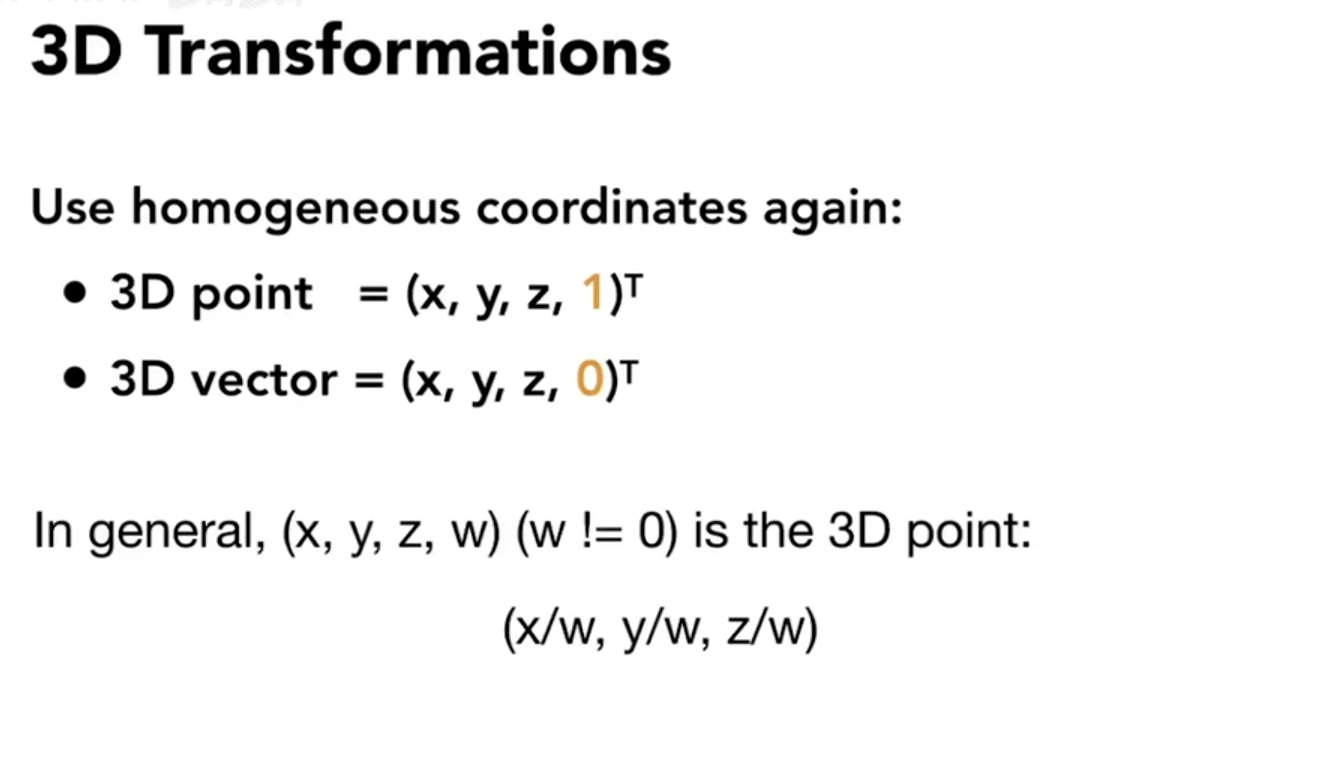 3D Transformations
Use homogeneous coordinates again:
• 3D point = (x, y, z, 1)ᵀ
• 3D vector = (x, y, z, 0)ᵀ
In general, (x, y, z, w) (w != 0) is the 3D point:
(x/w, y/w, z/w)